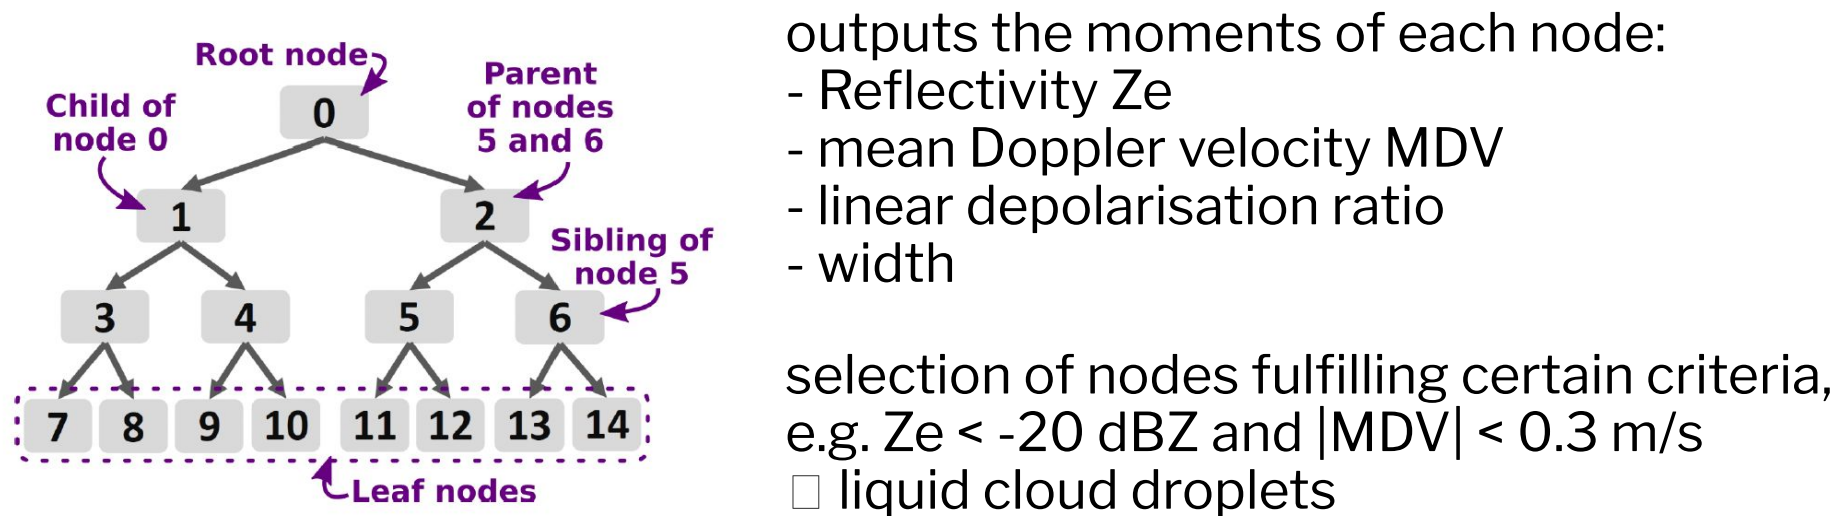 Root node
Child of
node 0
Parent
of nodes
5 and 6
0
1
2
Sibling of
node 5
3
4
5
6
7
8
9
10
11
12
13
14
Leaf nodes
outputs the moments of each node:
- Reflectivity Ze
- mean Doppler velocity MDV
- linear depolarisation ratio
- width
selection of nodes fulfilling certain criteria,
e.g. Ze < -20 dBZ and |MDV| < 0.3 m/s
□ liquid cloud droplets